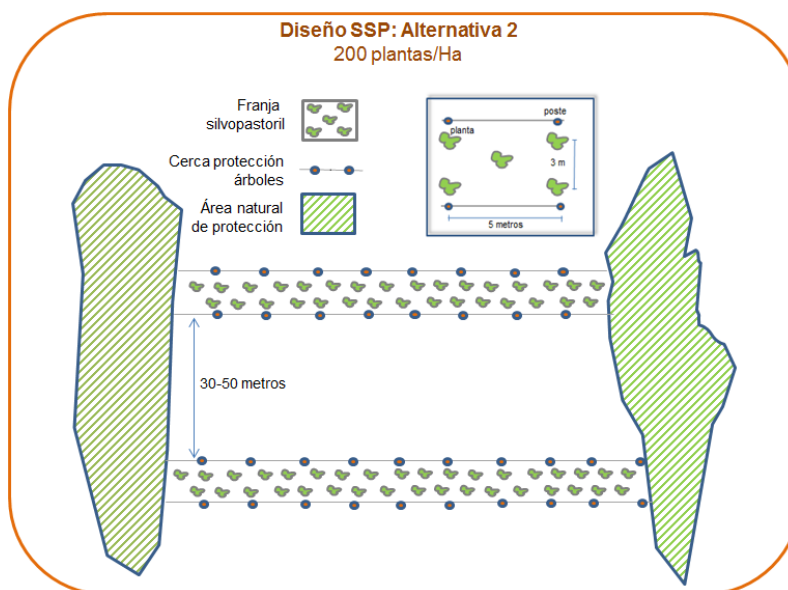 Diseño SSP: Alternativa 2
200 plantas/Ha
Franja
silvopastoril
Cerca protección
árboles
Área natural
de protección
poste
planta
3 m
5 metros
30-50 metros